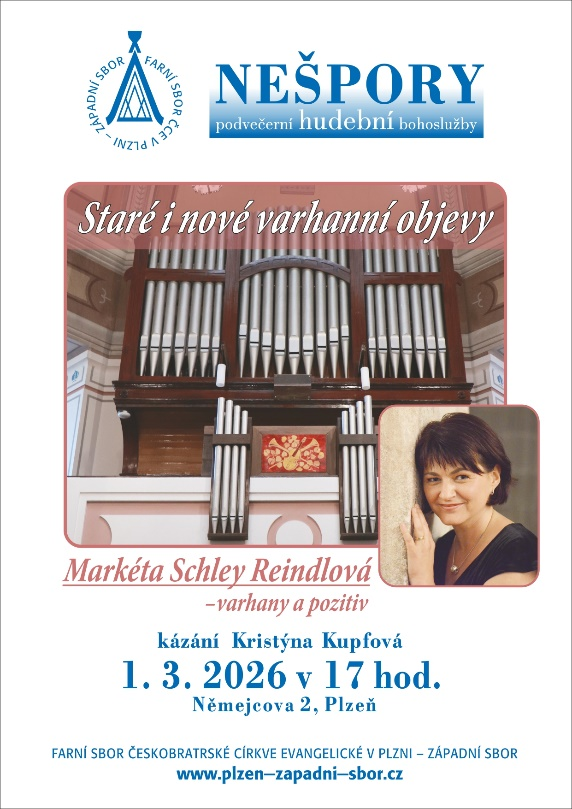 ZÁPADNÍ SBOR
FARNÍ SBOR ČCE V PLZNI –
NEŠPORY
podvečerní hudební bohoslužby
Staré i nové varhanní objevy
Markéta Schley Reindlová
–varhany a pozitiv
kázání Kristýna Kupfová
1. 3. 2026 v 17 hod.
Němejcova 2, Plzeň
FARNÍ SBOR ČESKOBRATRSKÉ CÍRKVE EVANGELICKÉ V PLZNI – ZÁPADNÍ SBOR
www.plzen–zapadni–sbor.cz